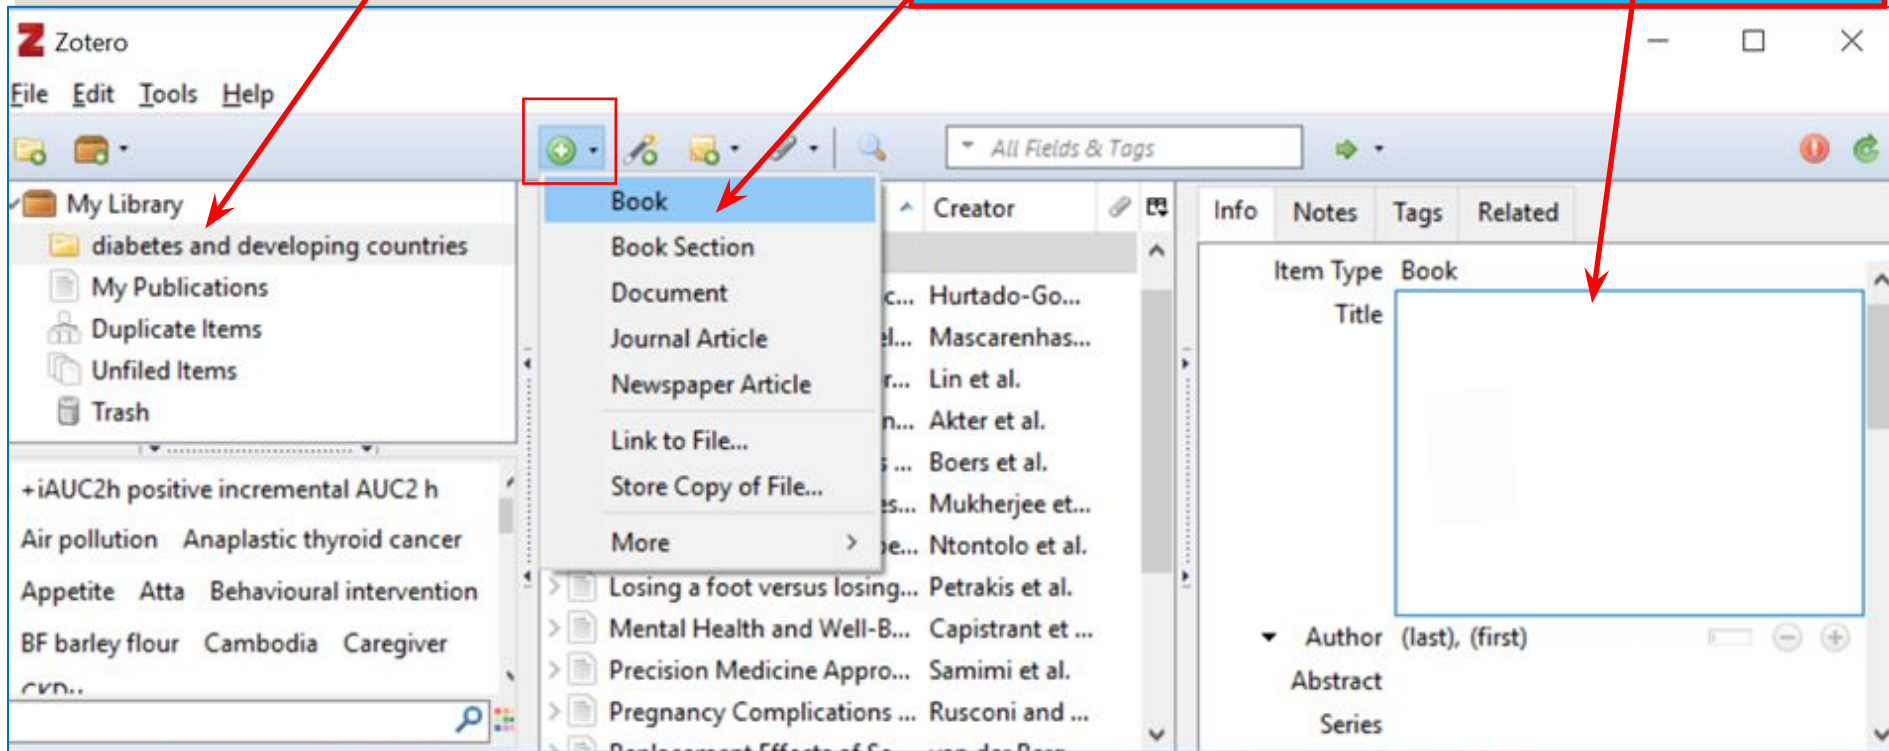 Zotero
File Edit Tools Help
All Fields & Tags
My Library
diabetes and developing countries
My Publications
Duplicate Items
Unfiled Items
Trash
+iAUC2h positive incremental AUC2 h
Air pollution Anaplastic thyroid cancer
Appetite Atta Behavioural intervention
BF barley flour Cambodia Caregiver
Book
Book Section
Document
Journal Article
Newspaper Article
Link to File...
Store Copy of File...
More
Creator
c... Hurtado-Go...
el... Mascarenhas...
r... Lin et al.
n... Akter et al.
s ... Boers et al.
es... Mukherjee et...
pe... Ntontolo et al.
Losing a foot versus losing... Petrakis et al.
Mental Health and Well-B... Capistrant et ...
Precision Medicine Appro... Samimi et al.
Pregnancy Complications ... Rusconi and ...
Info Notes Tags Related
Item Type Book
Title
Author (last), (first)
Abstract
Series